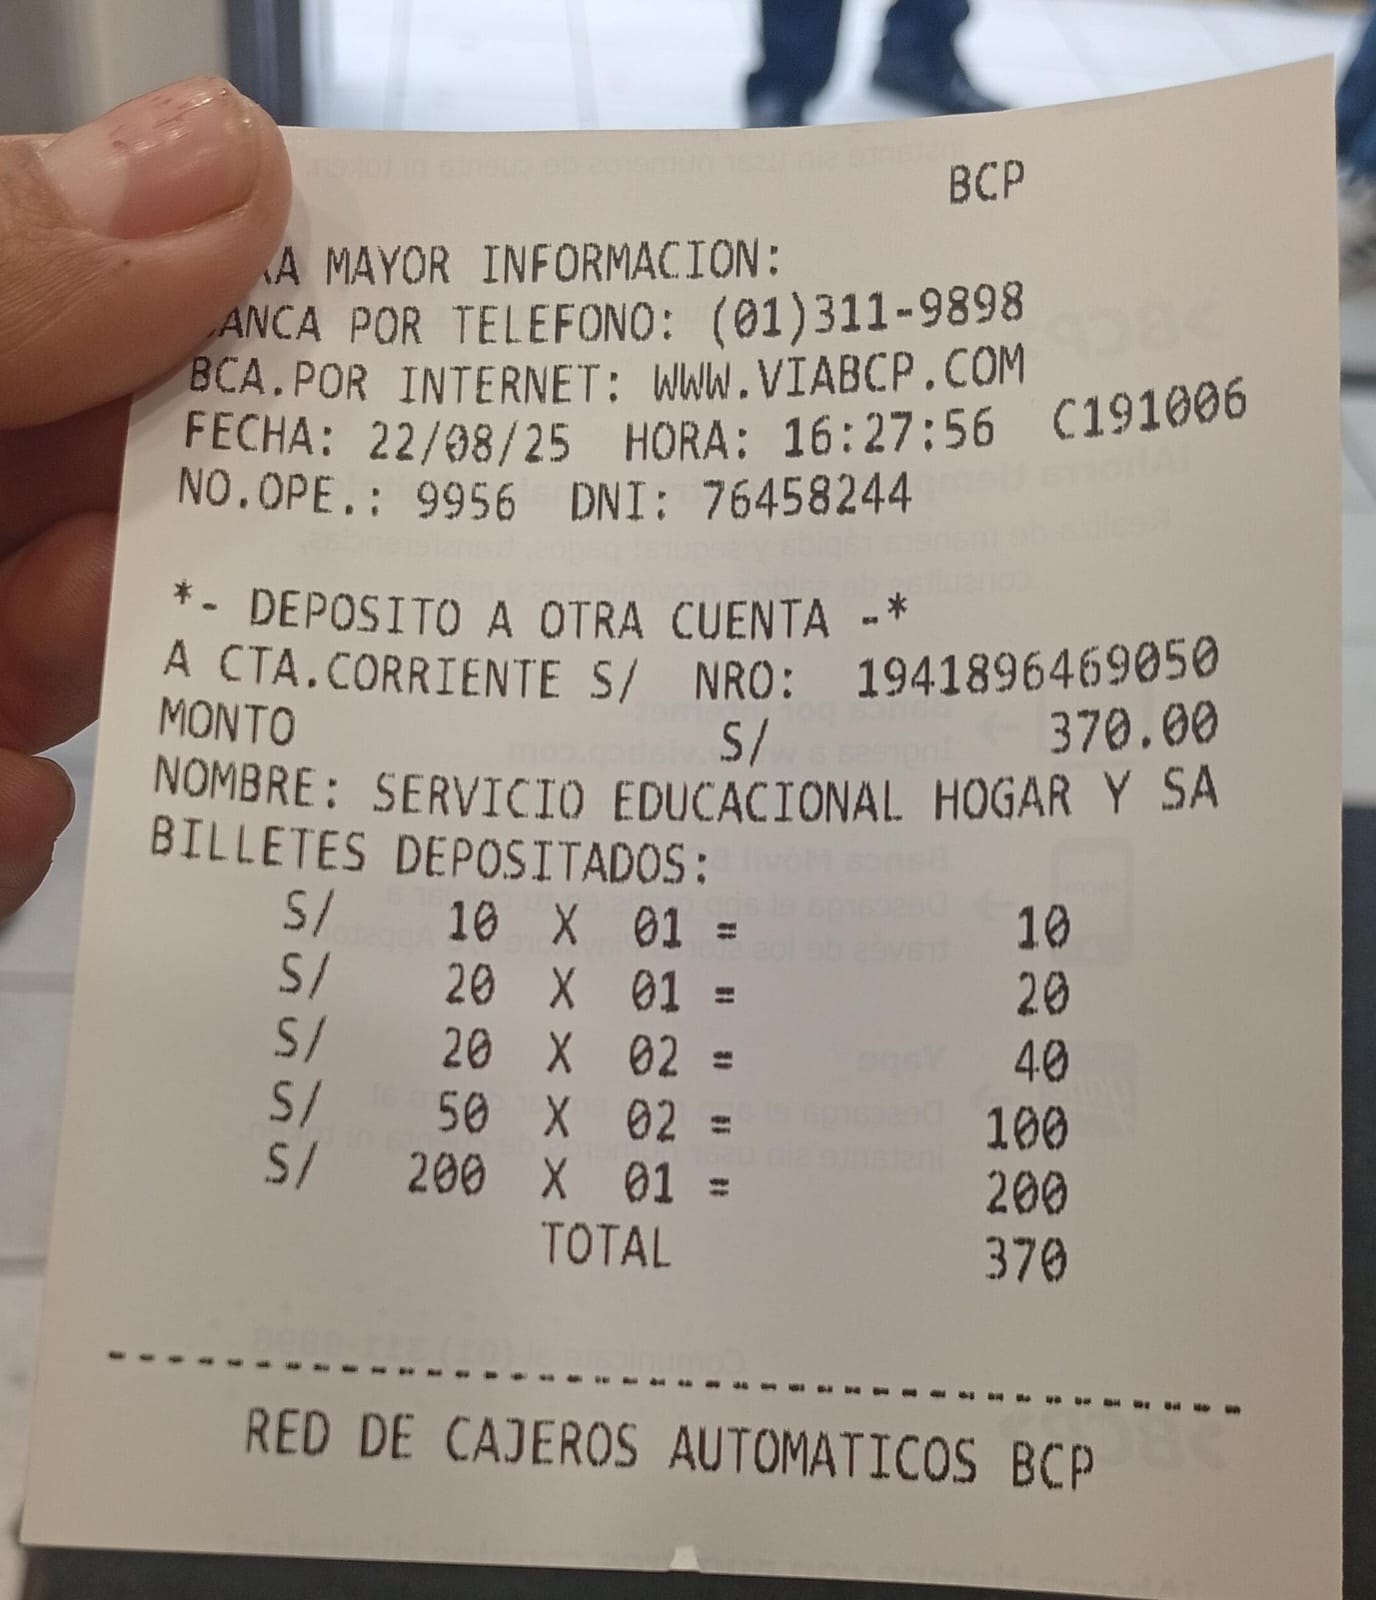 BCP
MAYOR INFORMACION:
POR TELEFONO: (01)311-9898
BCA.POR INTERNET: WWW.VIABCP.COM
FECHA: 22/08/25 HORA: 16:27:56 C191006
NO.OPE.: 9956 DNI: 76458244
*- DEPOSITO A OTRA CUENTA -*
A CTA.CORRIENTE S/ NRO: 1941896469050
MONTO S/ 370.00
NOMBRE: SERVICIO EDUCACIONAL HOGAR Y SA
BILLETES DEPOSITADOS:
S/ 10 X 01 = 10
S/ 20 X 01 = 20
S/ 20 X 02 = 40
S/ 50 X 02 = 100
S/ 200 X 01 = 200
TOTAL 370
--------------------------------
RED DE CAJEROS AUTOMATICOS BCP